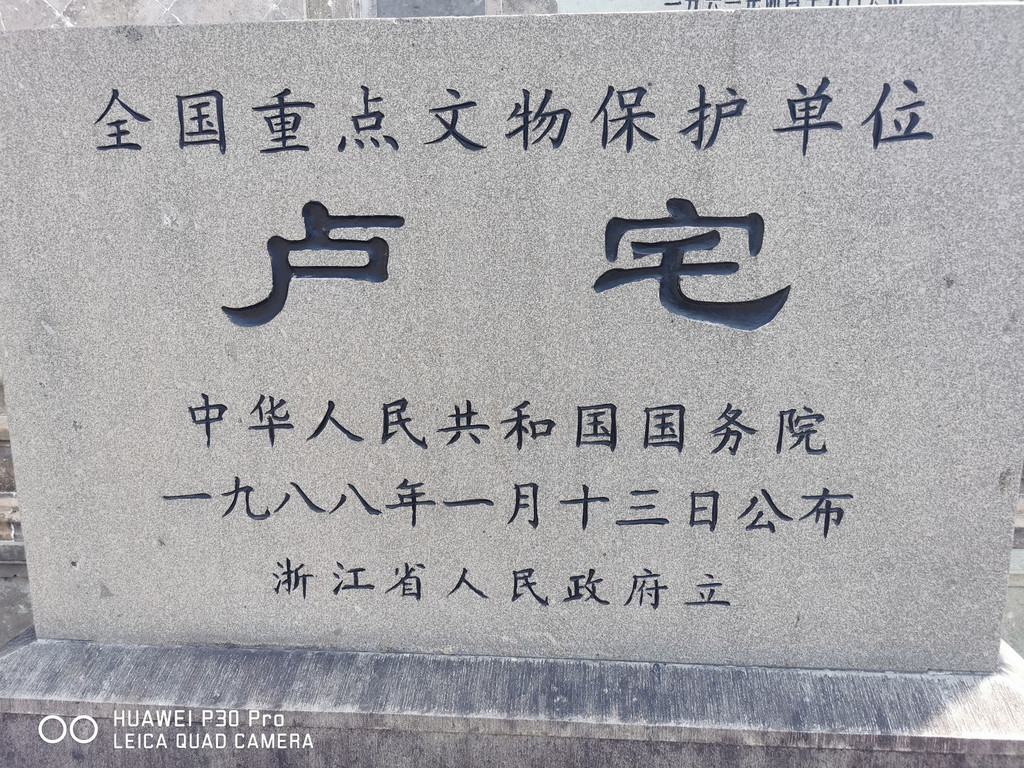 全国重点文物保护单位
卢宅
中华人民共和国国务院
一九八八年一月十三日公布
浙江省人民政府立
HUAWEI P30 Pro
LEICA QUAD CAMERA